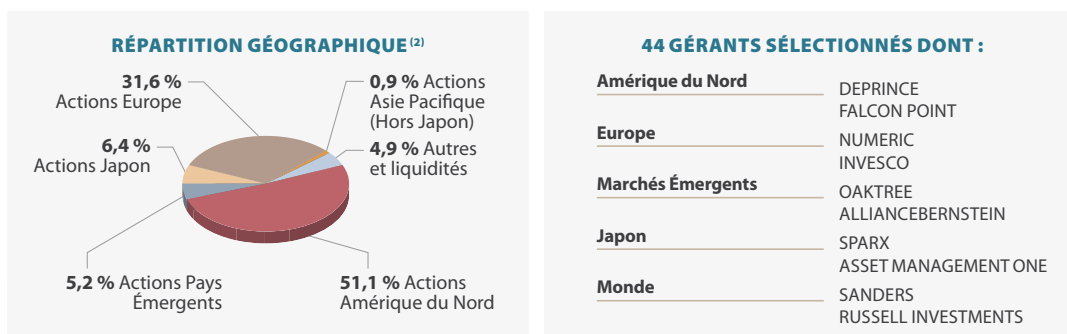 RÉPARTITION GÉOGRAPHIQUE (2)
31,6 %
Actions Europe
6,4 %
Actions Japon
0,9 % Actions
Asie Pacifique
(Hors Japon)
4,9 % Autres
et liquidités
5,2 % Actions Pays
Émergents
51,1 % Actions
Amérique du Nord
44 GÉRANTS SÉLECTIONNÉS DONT :
Amérique du Nord
DEPRINCE
FALCON POINT
Europe
NUMERIC
INVESCO
Marchés Émergents
OAKTREE
ALLIANCEBERNSTEIN
Japon
SPARX
ASSET MANAGEMENT ONE
Monde
SANDERS
RUSSELL INVESTMENTS